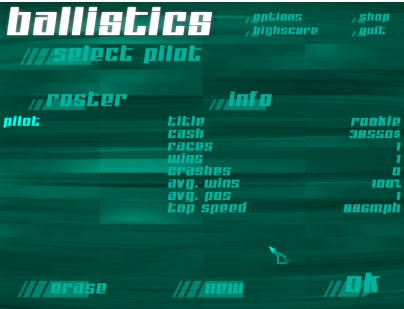 ballistics
//options
//shop
//highscore
//quit
///select pilot
//roster
//info
pilot
title rookie
cash 38550$
races 1
wins 1
crashes 0
avg. wins 100%
avg. pos 1
top speed 886mph
///erase
///new
//ok